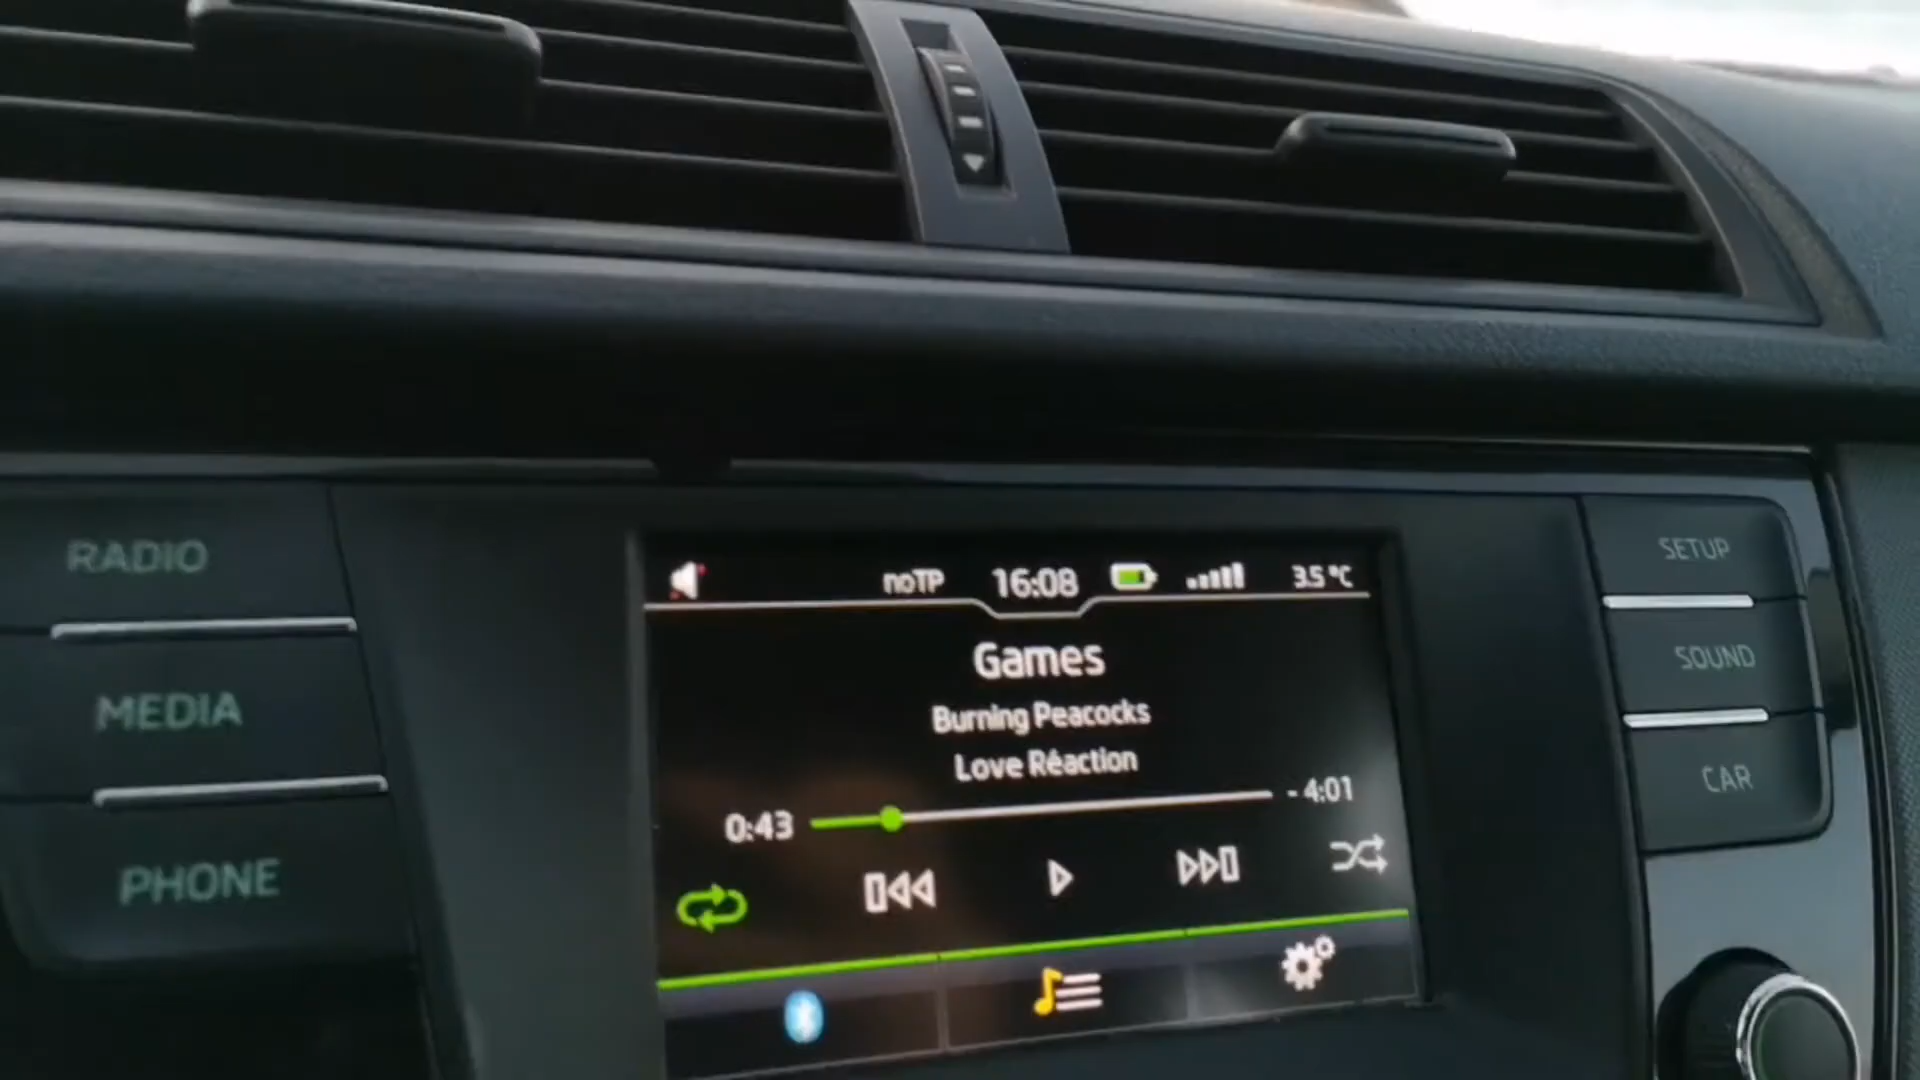 RADIO
MEDIA
PHONE
noTP 16:08 3.5 °C
Games
Burning Peacocks
Love Réaction
0:43 - 4:01
SETUP
SOUND
CAR